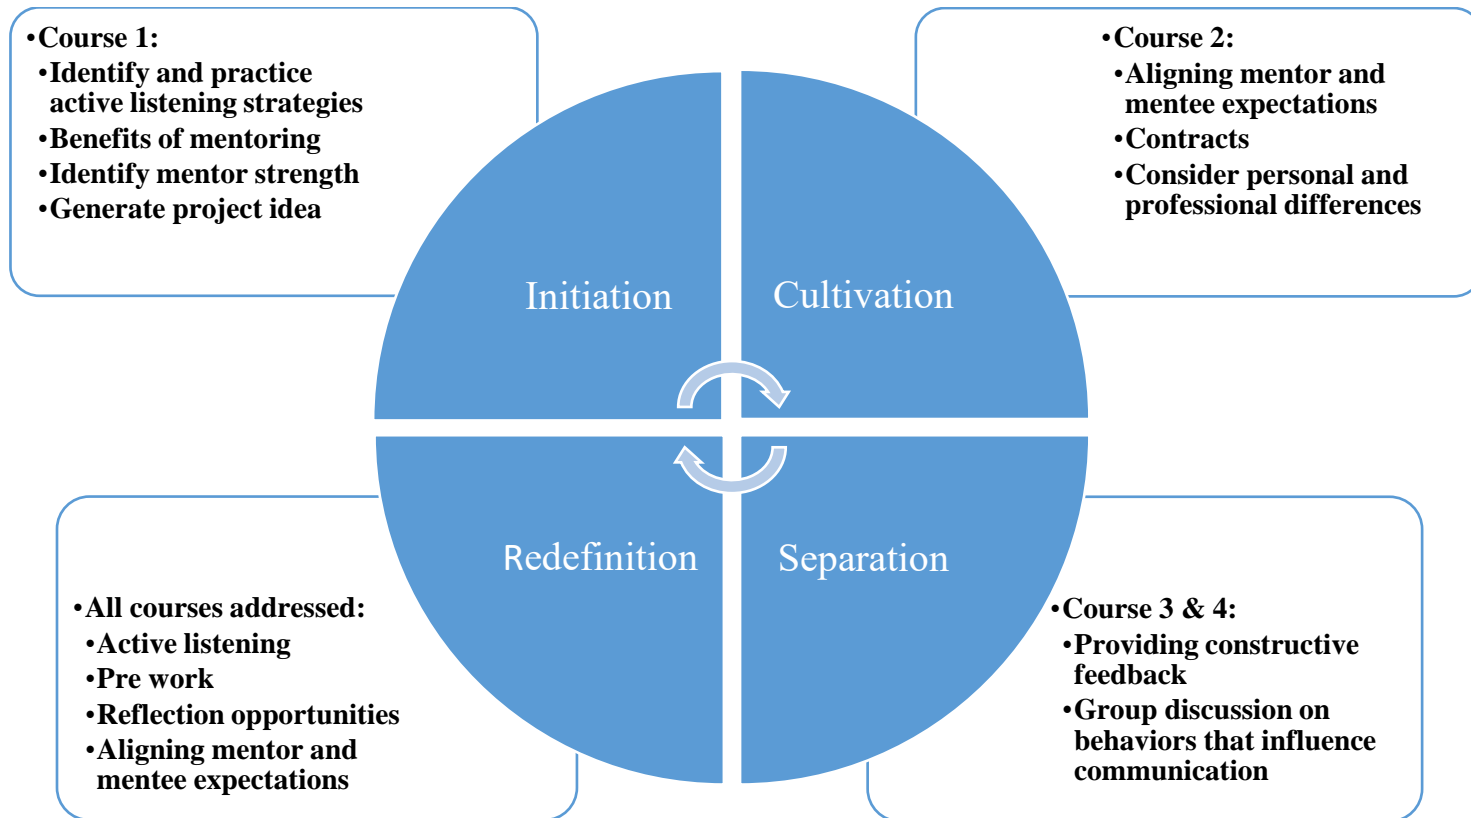 •Course 1:
•Identify and practice
active listening strategies
•Benefits of mentoring
•Identify mentor strength
•Generate project idea
•Course 2:
•Aligning mentor and
mentee expectations
•Contracts
•Consider personal and
professional differences
Initiation
Cultivation
Redefinition
Separation
•All courses addressed:
•Active listening
•Pre work
•Reflection opportunities
•Aligning mentor and
mentee expectations
•Course 3 & 4:
•Providing constructive
feedback
•Group discussion on
behaviors that influence
communication